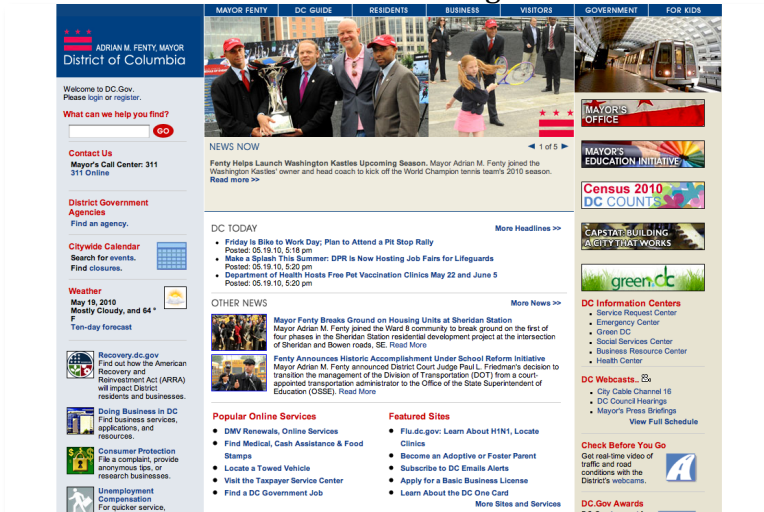 MAYOR FENTY
DC GUIDE
RESIDENTS
BUSINESS
VISITORS
GOVERNMENT
FOR KIDS
ADRIAN M. FENTY, MAYOR
District of Columbia
Welcome to DC.Gov.
Please login or register.
What can we help you find?
GO
Contact Us
Mayor's Call Center: 311
311 Online
District Government
Agencies
Find an agency.
Citywide Calendar
Search for events.
Find closures.
Weather
May 19, 2010
Mostly Cloudy, and 64 °
F
Ten-day forecast
Recovery.dc.gov
Find out how the American
Recovery and
Reinvestment Act (ARRA)
will impact District
residents and businesses.
Doing Business in DC
Find business services,
applications, and
resources.
Consumer Protection
File a complaint, provide
anonymous tips, or
research businesses.
Unemployment
Compensation
For quicker service,
NEWS NOW
1 of 5
Fenty Helps Launch Washington Kastles Upcoming Season. Mayor Adrian M. Fenty joined the
Washington Kastles' owner and head coach to kick off the World Champion tennis team's 2010 season.
Read more >>
DC TODAY
More Headlines >>
Friday Is Bike to Work Day; Plan to Attend a Pit Stop Rally
Posted: 05.19.10, 5:18 pm
Make a Splash This Summer: DPR Is Now Hosting Job Fairs for Lifeguards
Posted: 05.19.10, 5:20 pm
Department of Health Hosts Free Pet Vaccination Clinics May 22 and June 5
Posted: 05.19.10, 5:20 pm
OTHER NEWS
More News >>
Mayor Fenty Breaks Ground on Housing Units at Sheridan Station
Mayor Adrian M. Fenty joined the Ward 8 community to break ground on the first of
four phases in the Sheridan Station residential development project at the intersection
of Sheridan and Bowen roads, SE. Read More
Fenty Announces Historic Accomplishment Under School Reform Initiative
Mayor Adrian M. Fenty announced District Court Judge Paul L. Friedman's decision to
transition the management of the Division of Transportation (DOT) from a court-
appointed transportation administrator to the Office of the State Superintendent of
Education (OSSE). Read More
Popular Online Services
DMV Renewals, Online Services
Find Medical, Cash Assistance & Food
Stamps
Locate a Towed Vehicle
Visit the Taxpayer Service Center
Find a DC Government Job
Featured Sites
Flu.dc.gov: Learn About H1N1, Locate
Clinics
Become an Adoptive or Foster Parent
Subscribe to DC Emails Alerts
Apply for a Basic Business License
Learn About the DC One Card
More Sites and Services
MAYOR'S
OFFICE
MAYOR'S
EDUCATION INITIATIVE
Census 2010
DC COUNTS
CAPSTAT: BUILDING
A CITY THAT WORKS
green.dc
DC Information Centers
Service Request Center
Emergency Center
Green DC
Social Services Center
Business Resource Center
Health Center
DC Webcasts..
City Cable Channel 16
DC Council Hearings
Mayor's Press Briefings
View Full Schedule
Check Before You Go
Get real-time video of
traffic and road
conditions with the
District's webcams.
DC.Gov Awards